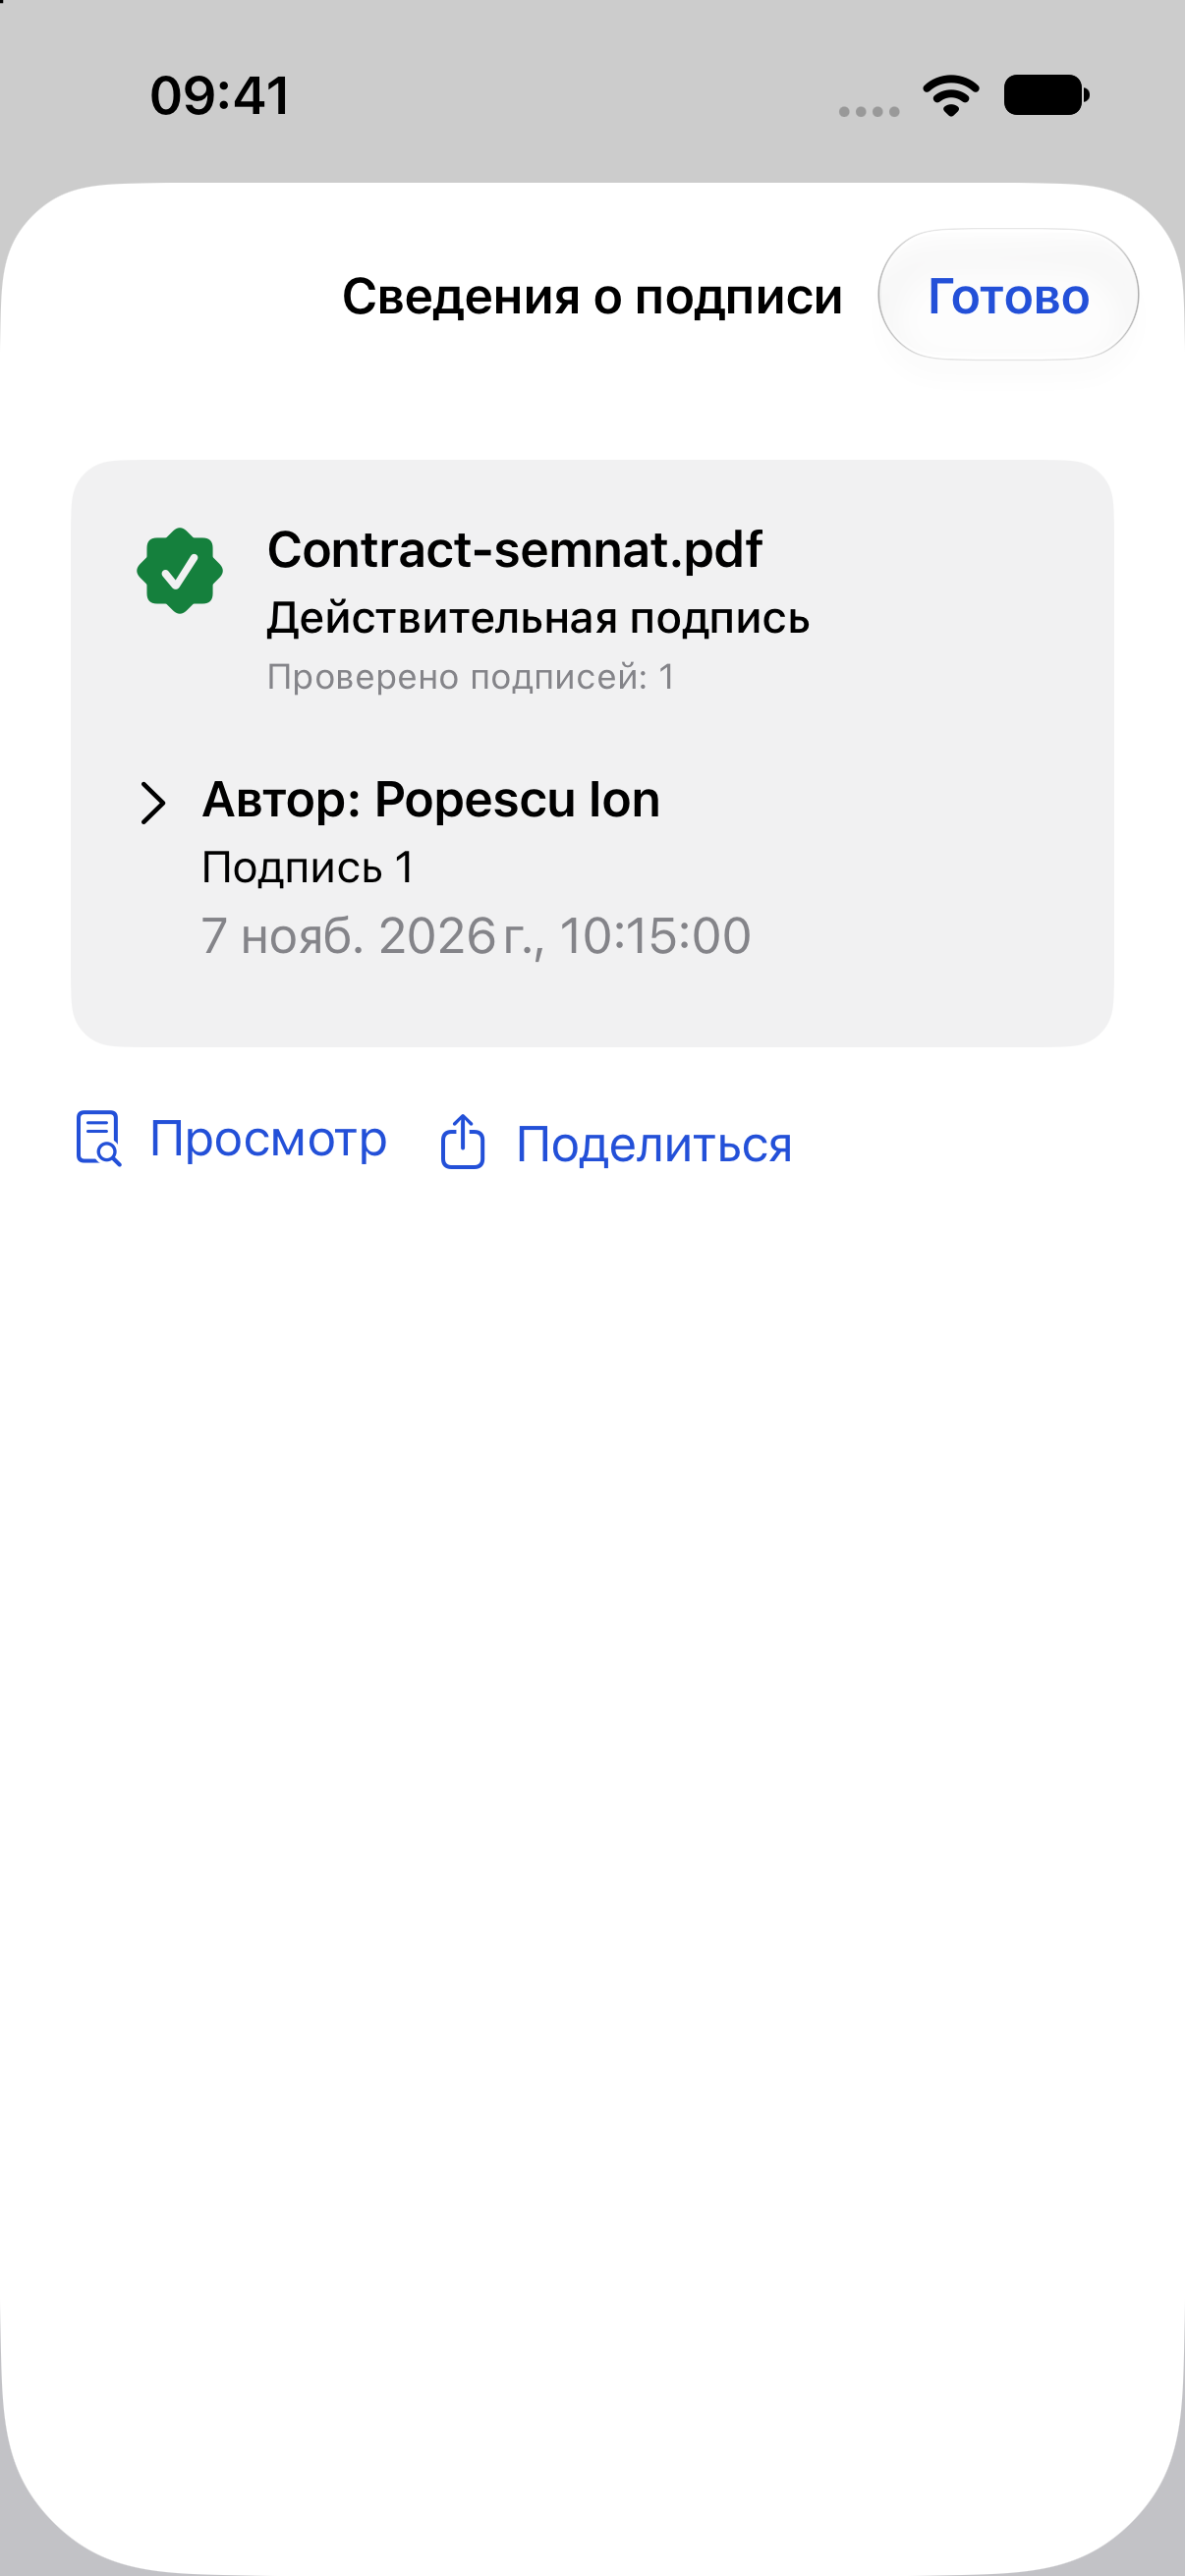 09:41
Сведения о подписи
Готово
Contract-semnat.pdf
Действительная подпись
Проверено подписей: 1
Автор: Popescu Ion
Подпись 1
7 нояб. 2026 г., 10:15:00
Просмотр
Поделиться